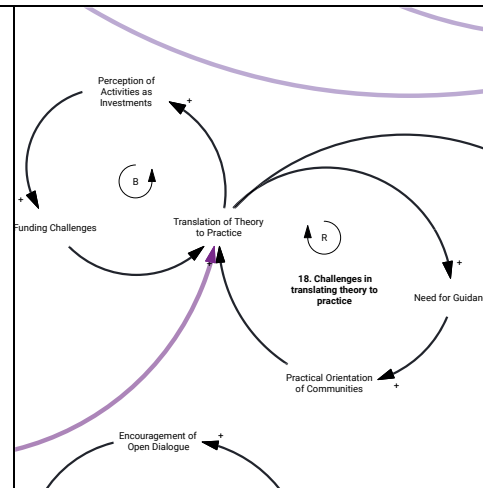 Perception of
Activities as
Investments
+
B
+
Funding Challenges
Translation of Theory
to Practice
R
+
18. Challenges in
translating theory to
practice
Need for Guidan
Practical Orientation
of Communities
+
Encouragement of
Open Dialogue
+